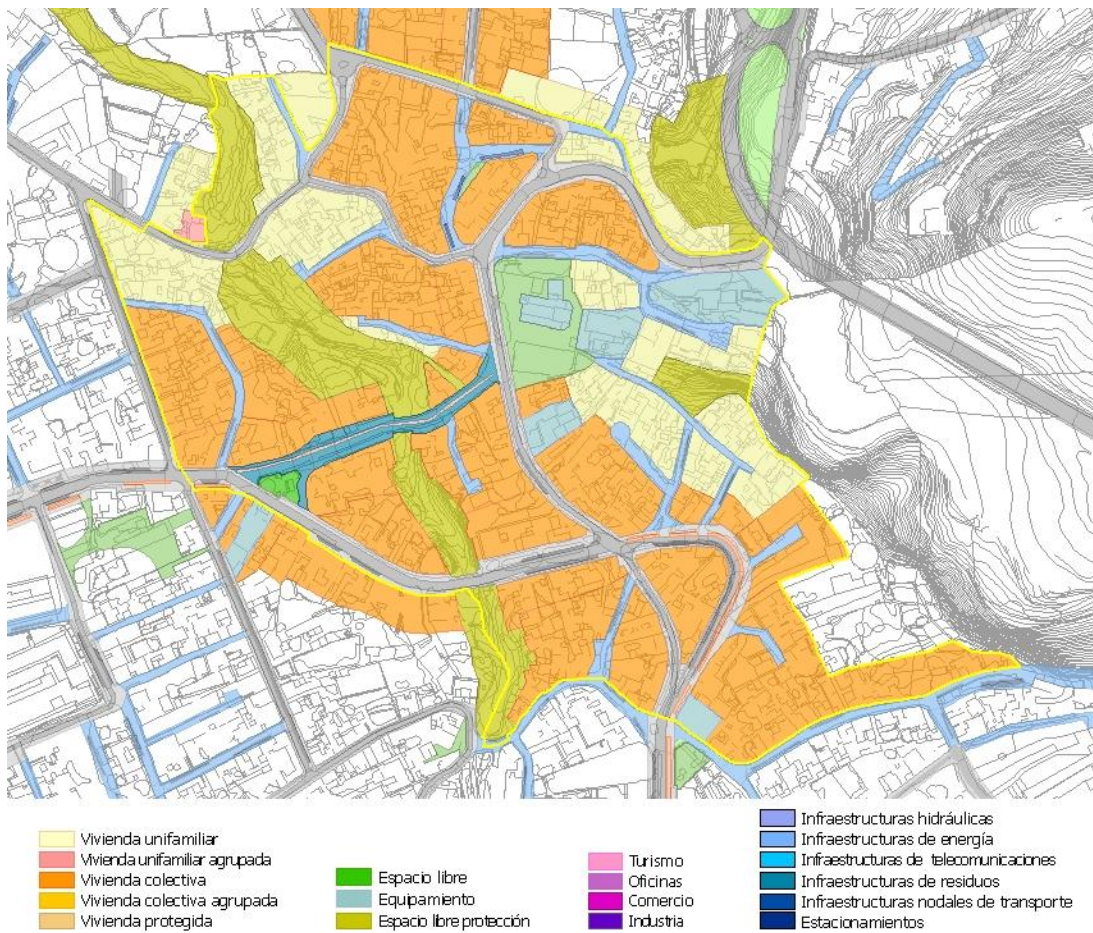 Vivienda unifamiliar
Vivienda unifamiliar agrupada
Vivienda colectiva
Vivienda colectiva agrupada
Vivienda protegida
Espacio libre
Equipamiento
Espacio libre protección
Turismo
Oficinas
Comercio
Industria
Infraestructuras hidráulicas
Infraestructuras de energía
Infraestructuras de telecomunicaciones
Infraestructuras de residuos
Infraestructuras nodales de transporte
Estacionamientos